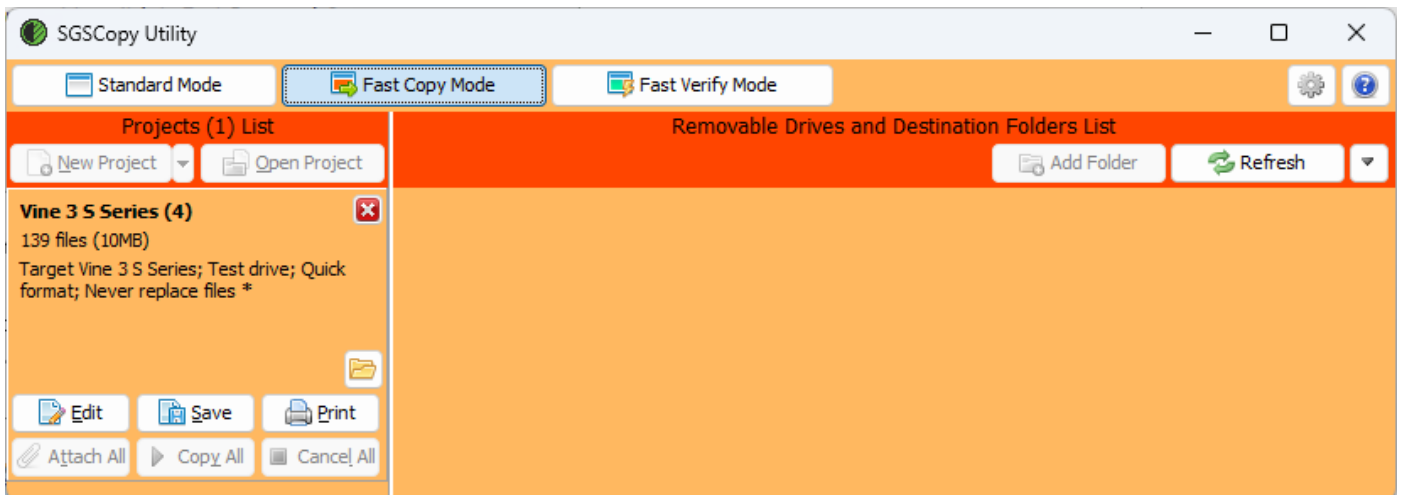 SGSCopy Utility
Standard Mode
Fast Copy Mode
Fast Verify Mode
Projects (1) List
New Project
Open Project
Removable Drives and Destination Folders List
Add Folder
Refresh
Vine 3 S Series (4)
139 files (10MB)
Target Vine 3 S Series; Test drive; Quick
format; Never replace files *
Edit
Save
Print
Attach All
Copy All
Cancel All